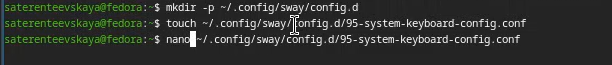 saterenteevskaya@fedora:~$ mkdir -p ~/.config/sway/config.d
saterenteevskaya@fedora:~$ touch ~/.config/sway/config.d/95-system-keyboard-config.conf
saterenteevskaya@fedora:~$ nano ~/.config/sway/config.d/95-system-keyboard-config.conf